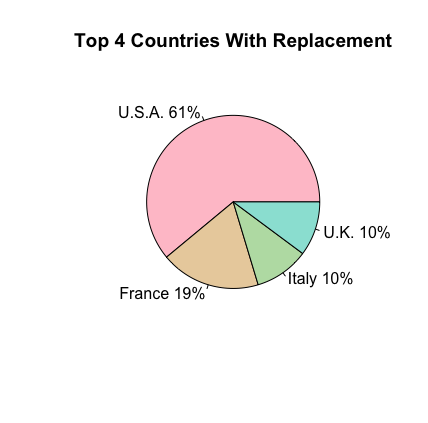 Top 4 Countries With Replacement
U.S.A. 61%
U.K. 10%
Italy 10%
France 19%